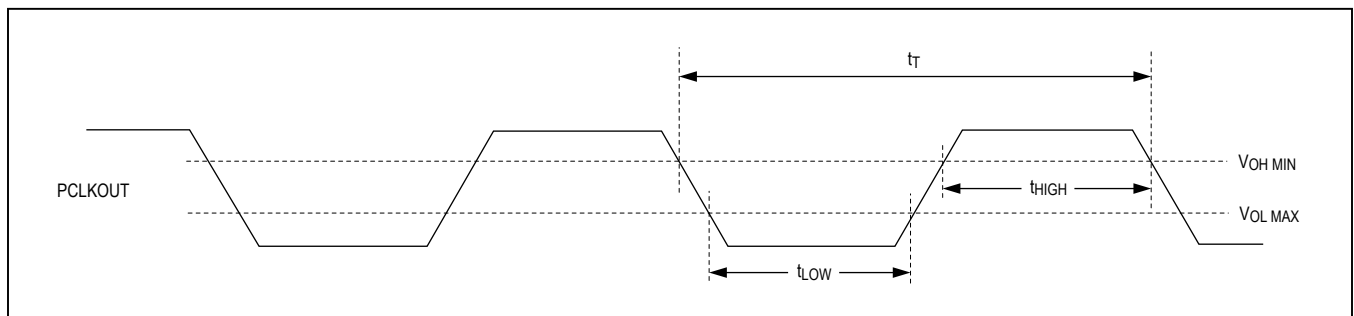 tT
VOH MIN
PCLKOUT
tHIGH
VOL MAX
tLOW